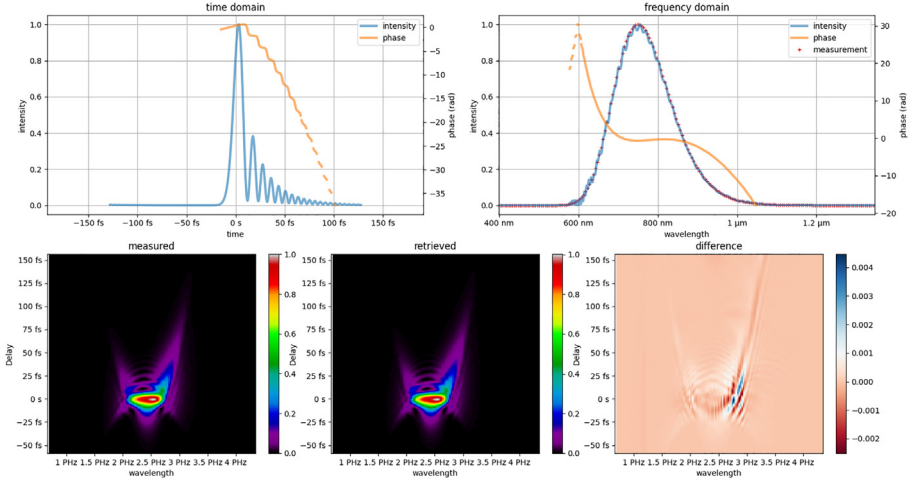 time domain
1.0
0.8
0.6
0.4
0.2
0.0
intensity
intensity
phase
0
−5
−10
−15
−20
−25
−30
−35
phase (rad)
−150 fs −100 fs −50 fs 0 s 50 fs 100 fs 150 fs
time
frequency domain
1.0
0.8
0.6
0.4
0.2
0.0
intensity
intensity
phase
measurement
30
20
10
0
−10
−20
phase (rad)
400 nm 600 nm 800 nm 1 μm 1.2 μm
wavelength
measured
150 fs
125 fs
100 fs
75 fs
50 fs
25 fs
0 s
−25 fs
−50 fs
Delay
1 PHz 1.5 PHz 2 PHz 2.5 PHz 3 PHz 3.5 PHz 4 PHz
wavelength
1.0
0.8
0.6
0.4
0.2
0.0
retrieved
150 fs
125 fs
100 fs
75 fs
50 fs
25 fs
0 s
−25 fs
−50 fs
Delay
1 PHz 1.5 PHz 2 PHz 2.5 PHz 3 PHz 3.5 PHz 4 PHz
wavelength
1.0
0.8
0.6
0.4
0.2
0.0
difference
150 fs
125 fs
100 fs
75 fs
50 fs
25 fs
0 s
−25 fs
−50 fs
Delay
1 PHz 1.5 PHz 2 PHz 2.5 PHz 3 PHz 3.5 PHz 4 PHz
wavelength
0.004
0.003
0.002
0.001
0.000
−0.001
−0.002